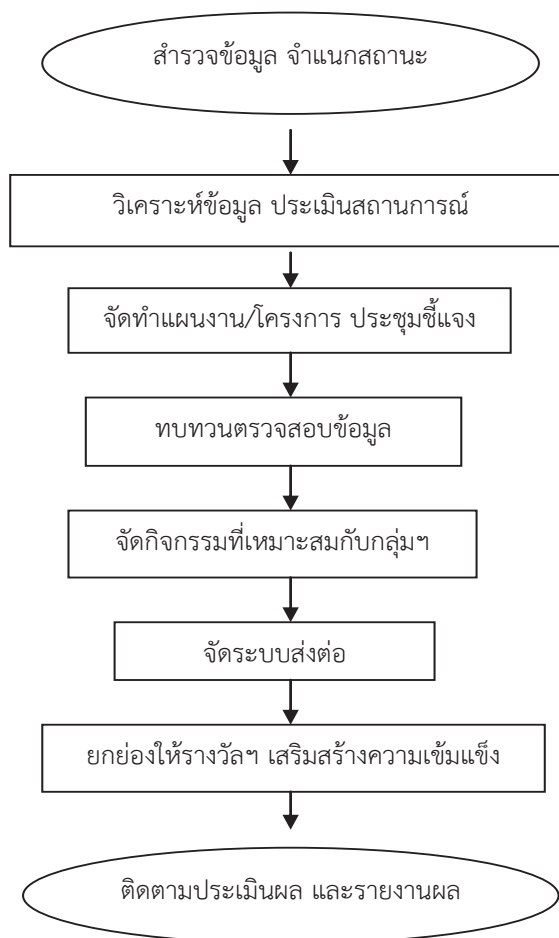 สำรวจข้อมูล จำแนกสถานะ
วิเคราะห์ข้อมูล ประเมินสถานการณ์
จัดทำแผนงาน/โครงการ ประชุมชี้แจง
ทบทวนตรวจสอบข้อมูล
จัดกิจกรรมที่เหมาะสมกับกลุ่มฯ
จัดระบบส่งต่อ
ยกย่องให้รางวัลฯ เสริมสร้างความเข้มแข็ง
ติดตามประเมินผล และรายงานผล